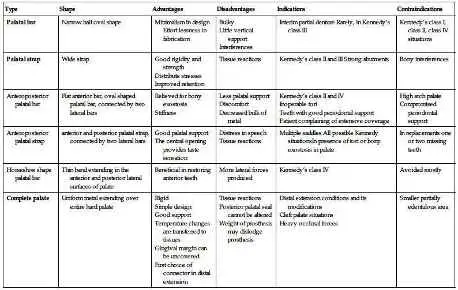 Type Shape Advantages Disadvantages Indications Contraindications
Palatal bar Narrow half oval shape Minimalism in design Bulky Interim partial denture Rarely, in Kennedy's Kennedy's class I,
Effortlessness in Little vertical class III class II, class IV
fabrication support situations
Interferences
Palatal strap Wide strap Good rigidity and Tissue reactions Kennedy's class II and III Strong abutments Bony interferences
strength
Distribute stresses
Improved retention
Anteroposterior Flat anterior bar, oval shaped Relieved for bony Less palatal support Kennedy's class II and IV High arch palate
palatal bar palatal bar, connected by two exostosis Discomfort Inoperable tori Compromised
lateral bars Stiffness Decreased bulk of Teeth with good periodontal support periodontal
metal Patient complaining of extensive coverage support
Anteroposterior anterior and posterior palatal strap, Good palatal support Distress in speech Multiple saddles All possible Kennedy In replacements one
palatal strap connected by two lateral bars The central opening Tissue reactions situations In presence of tori or bony or two missing
provides taste exostosis in palate teeth
sensation
Horseshoe shape Thin band extending in the Beneficial in restoring More lateral forces Kennedy's class IV Avoided mostly
palatal bar anterior and posterior lateral anterior teeth produced
surfaces of palate
Complete palate Uniform metal extending over Rigid Tissue reactions Distal extension conditions and its Smaller partially
entire hard palate Simple design Posterior palatal seal modifications edentulous area
Good support cannot be altered Cleft palate situations
Temperature changes Weight of prosthesis Heavy occlusal forces
are transferred to may dislodge
tissues prosthesis
Gingival margin can
be uncovered
First choice of
connector in distal
extension